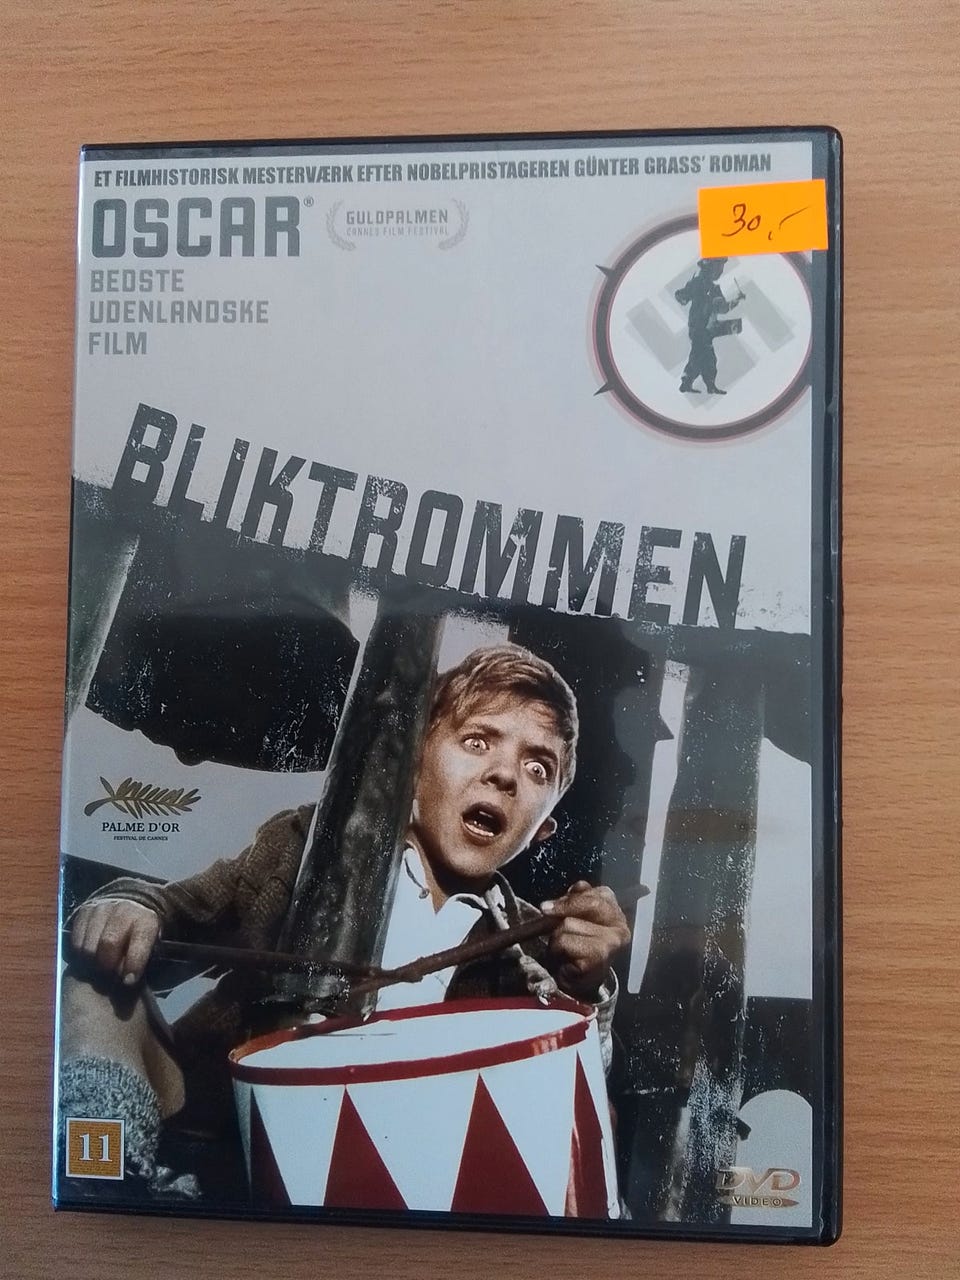 ET FILMHISTORISK MESTERVÆRK EFTER NOBELPRISTAGEREN GÜNTER GRASS' ROMAN
OSCAR®
GULDPALMEN
CANNES FILM FESTIVAL
30,-
BEDSTE
UDENLANDSKE
FILM
BLIKTROMMEN
PALME D'OR
FESTIVAL DE CANNES
11
DVD
VIDEO